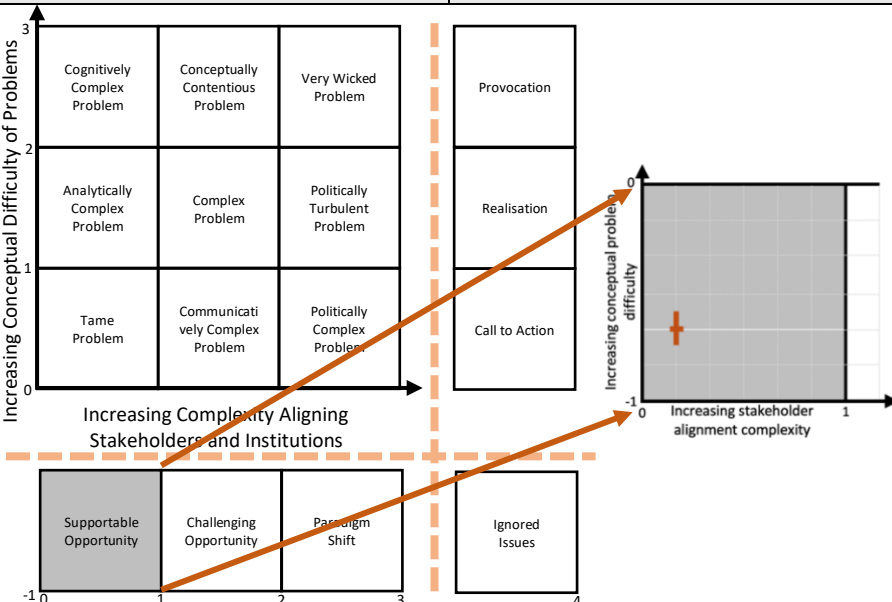 3
Cognitively
Complex
Problem
Conceptually
Contentious
Problem
Very Wicked
Problem
Provocation
2
Analytically
Complex
Problem
Complex
Problem
Politically
Turbulent
Problem
Realisation
1
Tame
Problem
Communicati
vely Complex
Problem
Politically
Complex
Problem
Call to Action
0
Increasing Conceptual Difficulty of Problems
Increasing Complexity Aligning
Stakeholders and Institutions
Supportable
Opportunity
Challenging
Opportunity
Paradigm
Shift
Ignored
Issues
-1
0
1
2
3
4
0
Increasing conceptual problem
difficulty
-1
0
Increasing stakeholder
alignment complexity
1